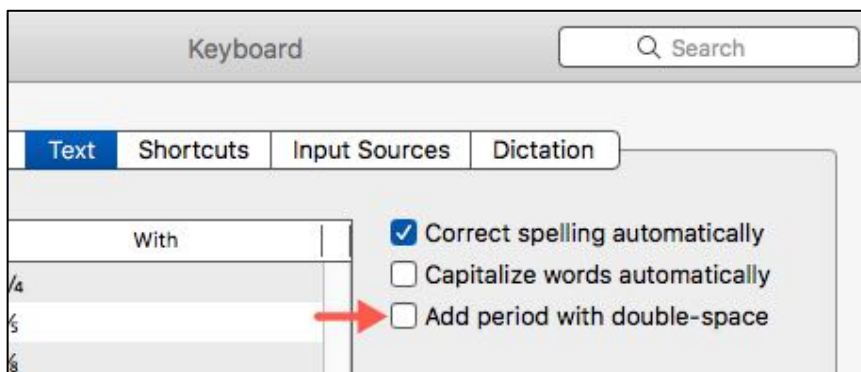 Keyboard
Search
Text Shortcuts Input Sources Dictation
With
Correct spelling automatically
Capitalize words automatically
Add period with double-space